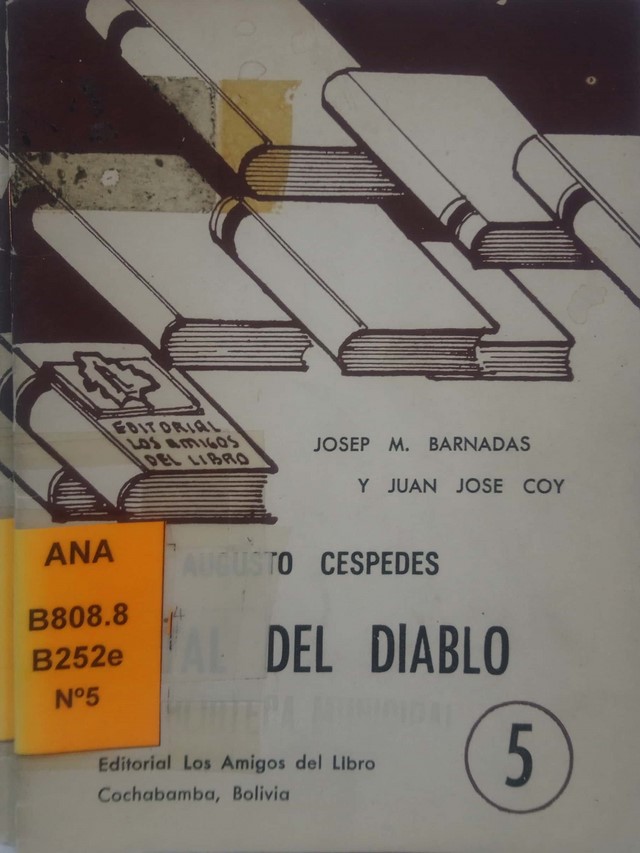 EDITORIAL
LOS AMIGOS
DEL LIBRO
JOSEP M. BARNADAS
Y JUAN JOSE COY
AUGUSTO CESPEDES
DEL DIABLO
ANA
B808.8
B252e
Nº5
5
Editorial Los Amigos del Libro
Cochabamba, Bolivia